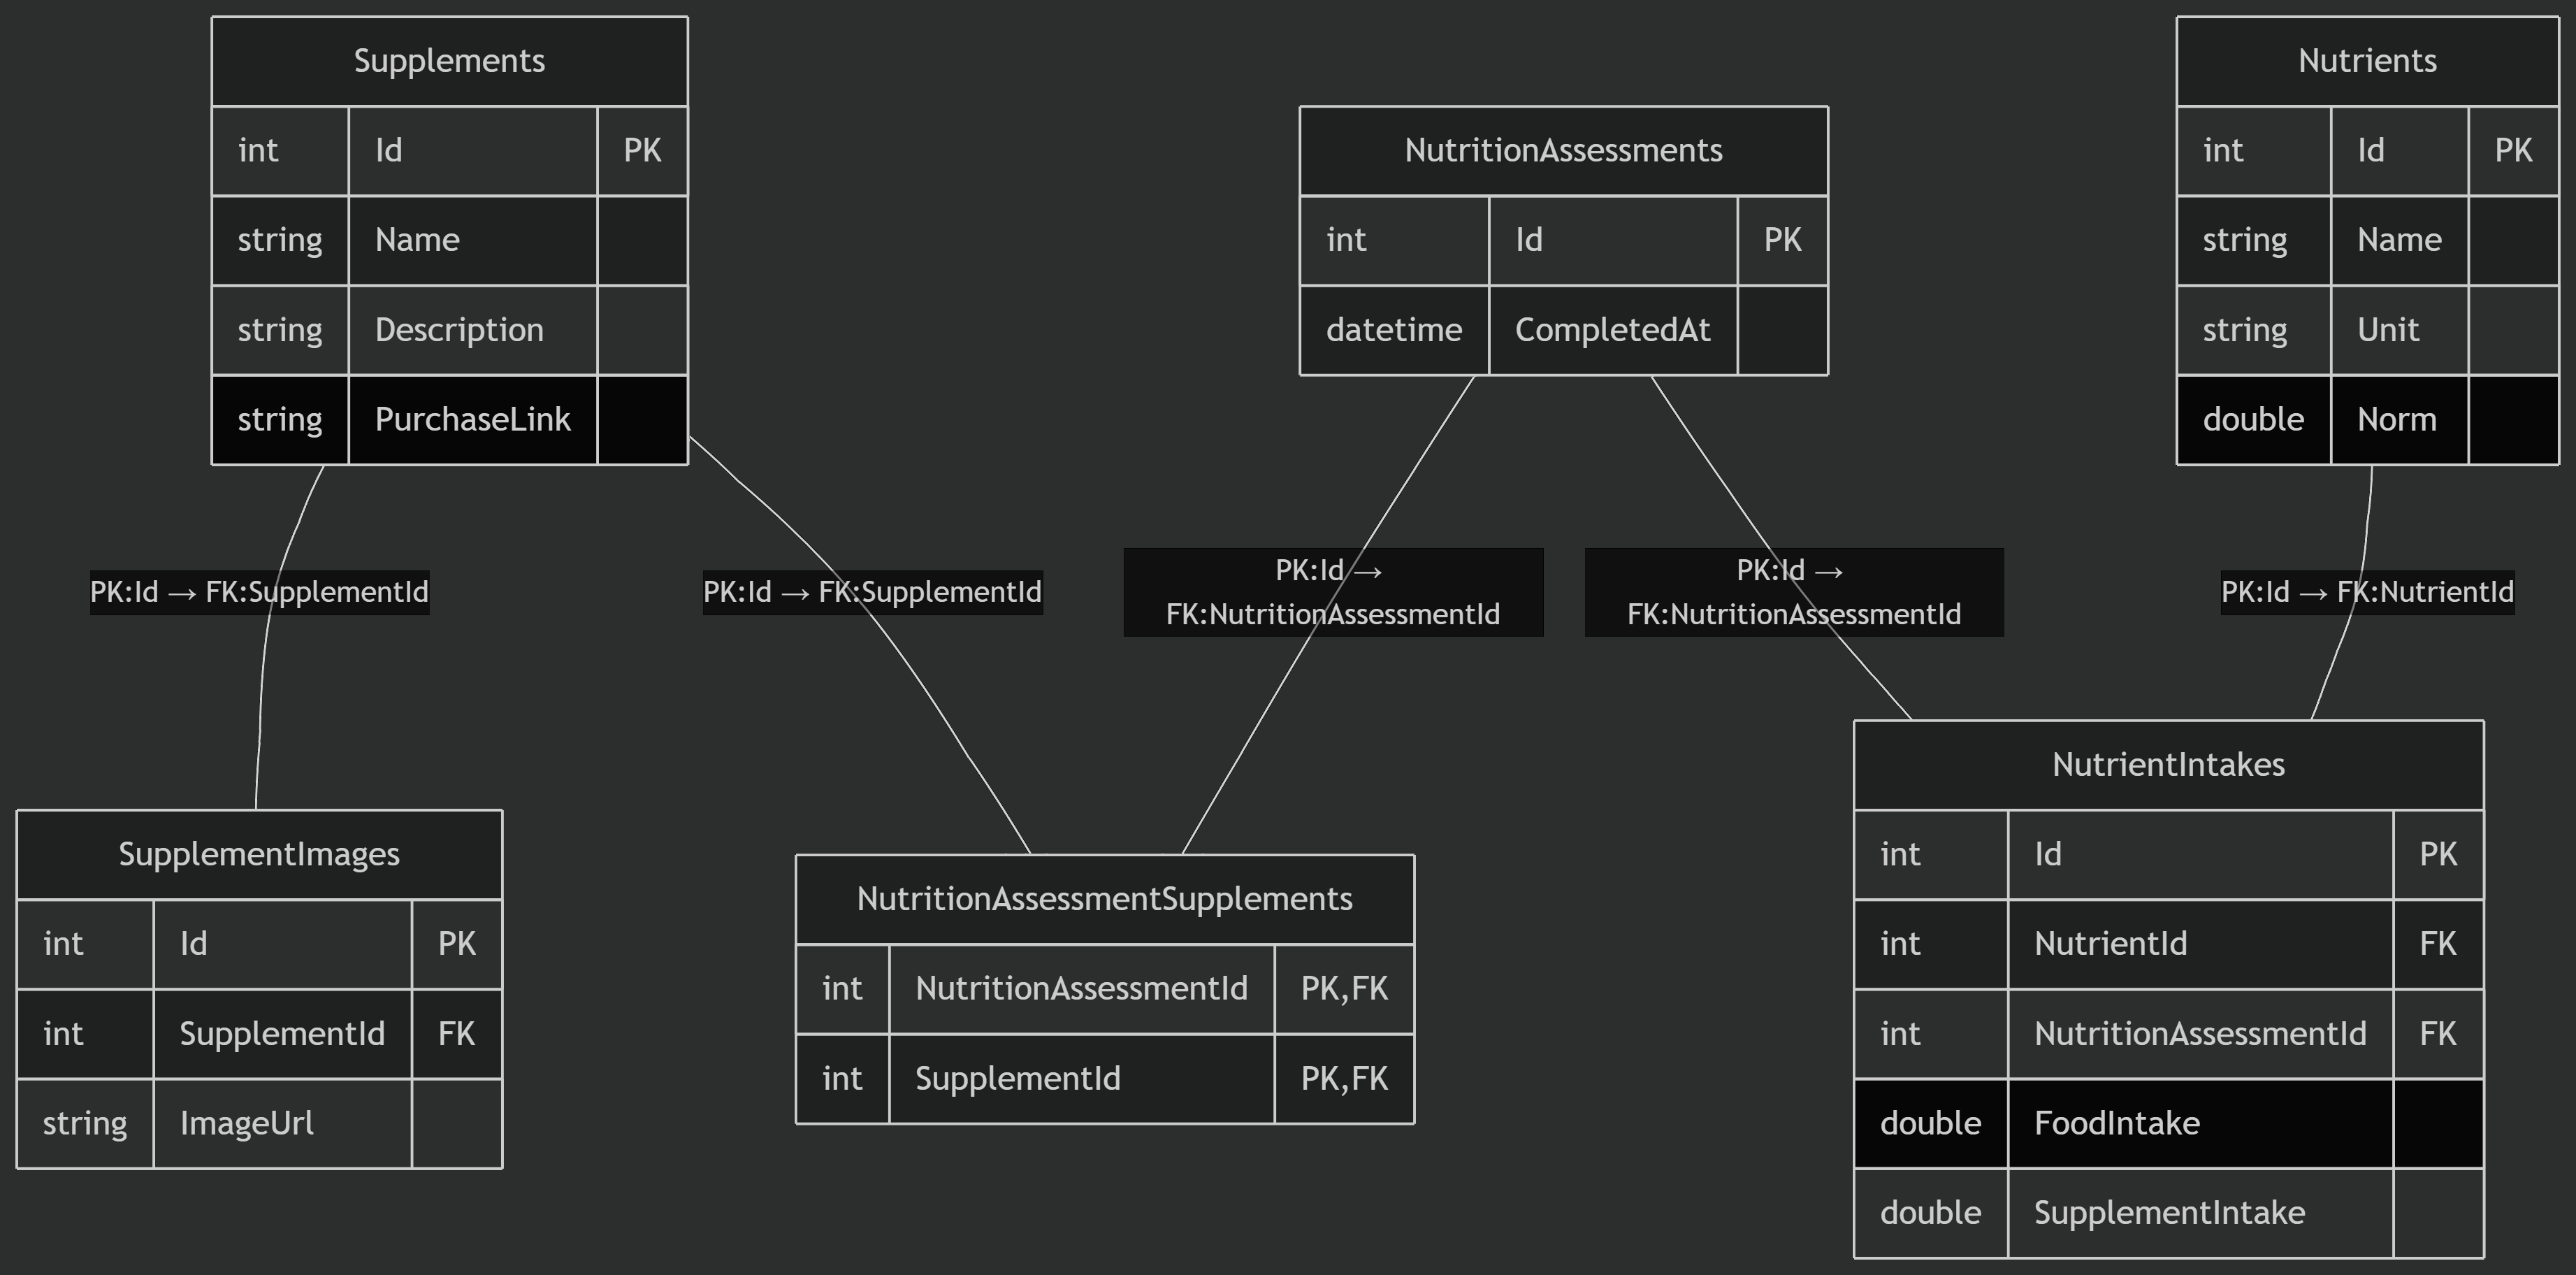 Supplements
int Id PK
string Name
string Description
string PurchaseLink
NutritionAssessments
int Id PK
datetime CompletedAt
Nutrients
int Id PK
string Name
string Unit
double Norm
PK:Id → FK:SupplementId
PK:Id → FK:SupplementId
PK:Id →
FK:NutritionAssessmentId
PK:Id →
FK:NutritionAssessmentId
PK:Id → FK:NutrientId
SupplementImages
int Id PK
int SupplementId FK
string ImageUrl
NutritionAssessmentSupplements
int NutritionAssessmentId PK,FK
int SupplementId PK,FK
NutrientIntakes
int Id PK
int NutrientId FK
int NutritionAssessmentId FK
double FoodIntake
double SupplementIntake